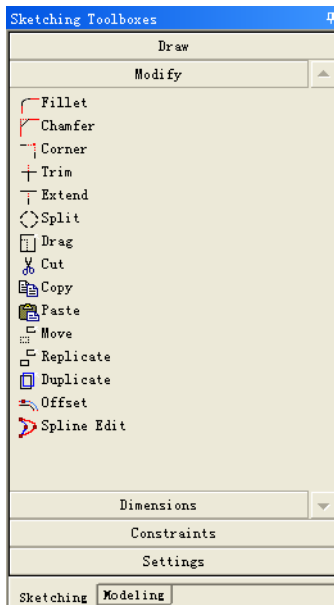 Sketching Toolboxes
Draw
Modify
Fillet
Chamfer
Corner
Trim
Extend
Split
Drag
Cut
Copy
Paste
Move
Replicate
Duplicate
Offset
Spline Edit
Dimensions
Constraints
Settings
Sketching Modeling